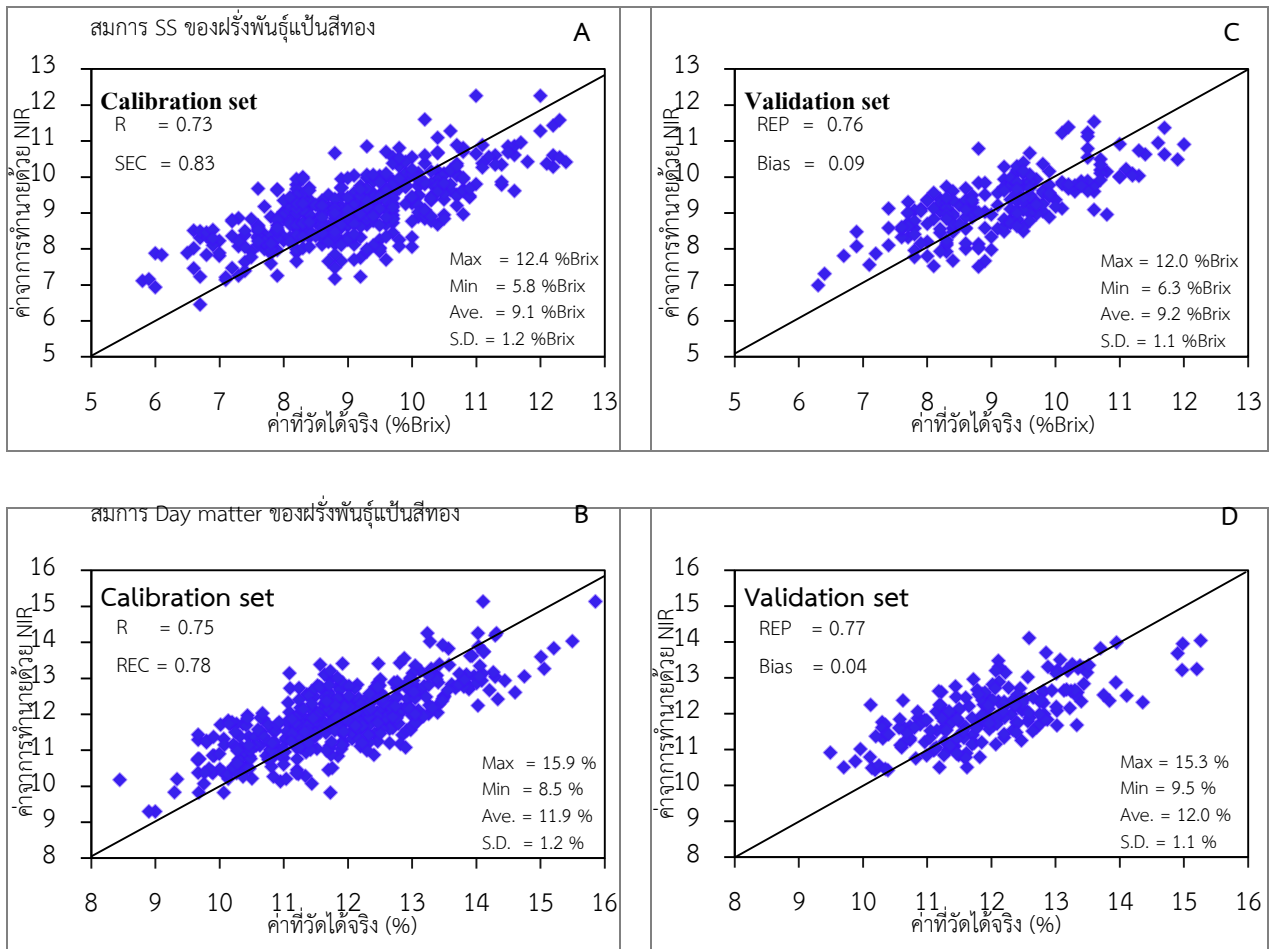 สมการ SS ของฝรั่งพันธุ์แป้นสีทอง
A
Calibration set
R = 0.73
SEC = 0.83
Max = 12.4 %Brix
Min = 5.8 %Brix
Ave. = 9.1 %Brix
S.D. = 1.2 %Brix
13
12
11
10
9
8
7
6
5
5 6 7 8 9 10 11 12 13
ค่าจากการทำนายด้วย NIR
ค่าที่วัดได้จริง (%Brix)
C
Validation set
REP = 0.76
Bias = 0.09
Max = 12.0 %Brix
Min = 6.3 %Brix
Ave. = 9.2 %Brix
S.D. = 1.1 %Brix
13
12
11
10
9
8
7
6
5
5 6 7 8 9 10 11 12 13
ค่าจากการทำนายด้วย NIR
ค่าที่วัดได้จริง (%Brix)
สมการ Day matter ของฝรั่งพันธุ์แป้นสีทอง
B
Calibration set
R = 0.75
REC = 0.78
Max = 15.9 %
Min = 8.5 %
Ave. = 11.9 %
S.D. = 1.2 %
16
15
14
13
12
11
10
9
8
8 9 10 11 12 13 14 15 16
ค่าจากการทำนายด้วย NIR
ค่าที่วัดได้จริง (%)
D
Validation set
REP = 0.77
Bias = 0.04
Max = 15.3 %
Min = 9.5 %
Ave. = 12.0 %
S.D. = 1.1 %
16
15
14
13
12
11
10
9
8
8 9 10 11 12 13 14 15 16
ค่าจากการทำนายด้วย NIR
ค่าที่วัดได้จริง (%)